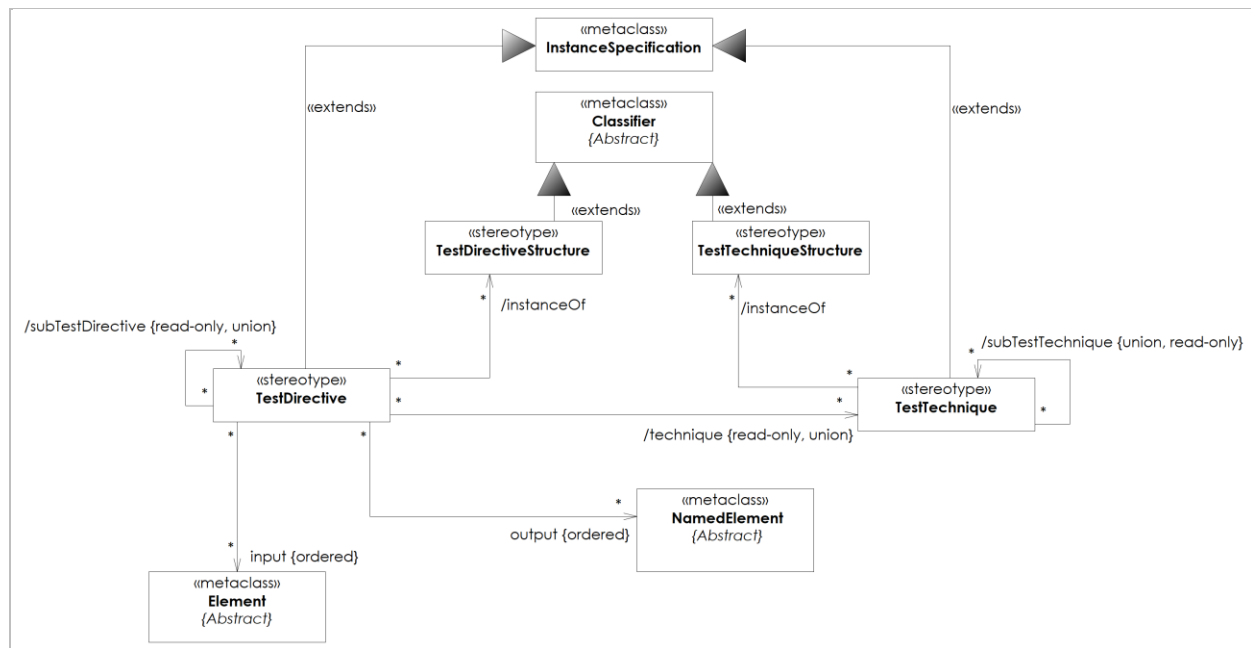 «metaclass»
InstanceSpecification
«extends»
«extends»
«metaclass»
Classifier
{Abstract}
«extends»
«extends»
«stereotype»
TestDirectiveStructure
«stereotype»
TestTechniqueStructure
* /instanceOf
* /instanceOf
/subTestDirective {read-only, union}
*
/subTestTechnique {union, read-only}
*
*
*
«stereotype»
TestDirective
*
*
*
«stereotype»
TestTechnique
*
*
*
*
/technique {read-only, union}
«metaclass»
NamedElement
{Abstract}
*
output {ordered}
*
input {ordered}
«metaclass»
Element
{Abstract}